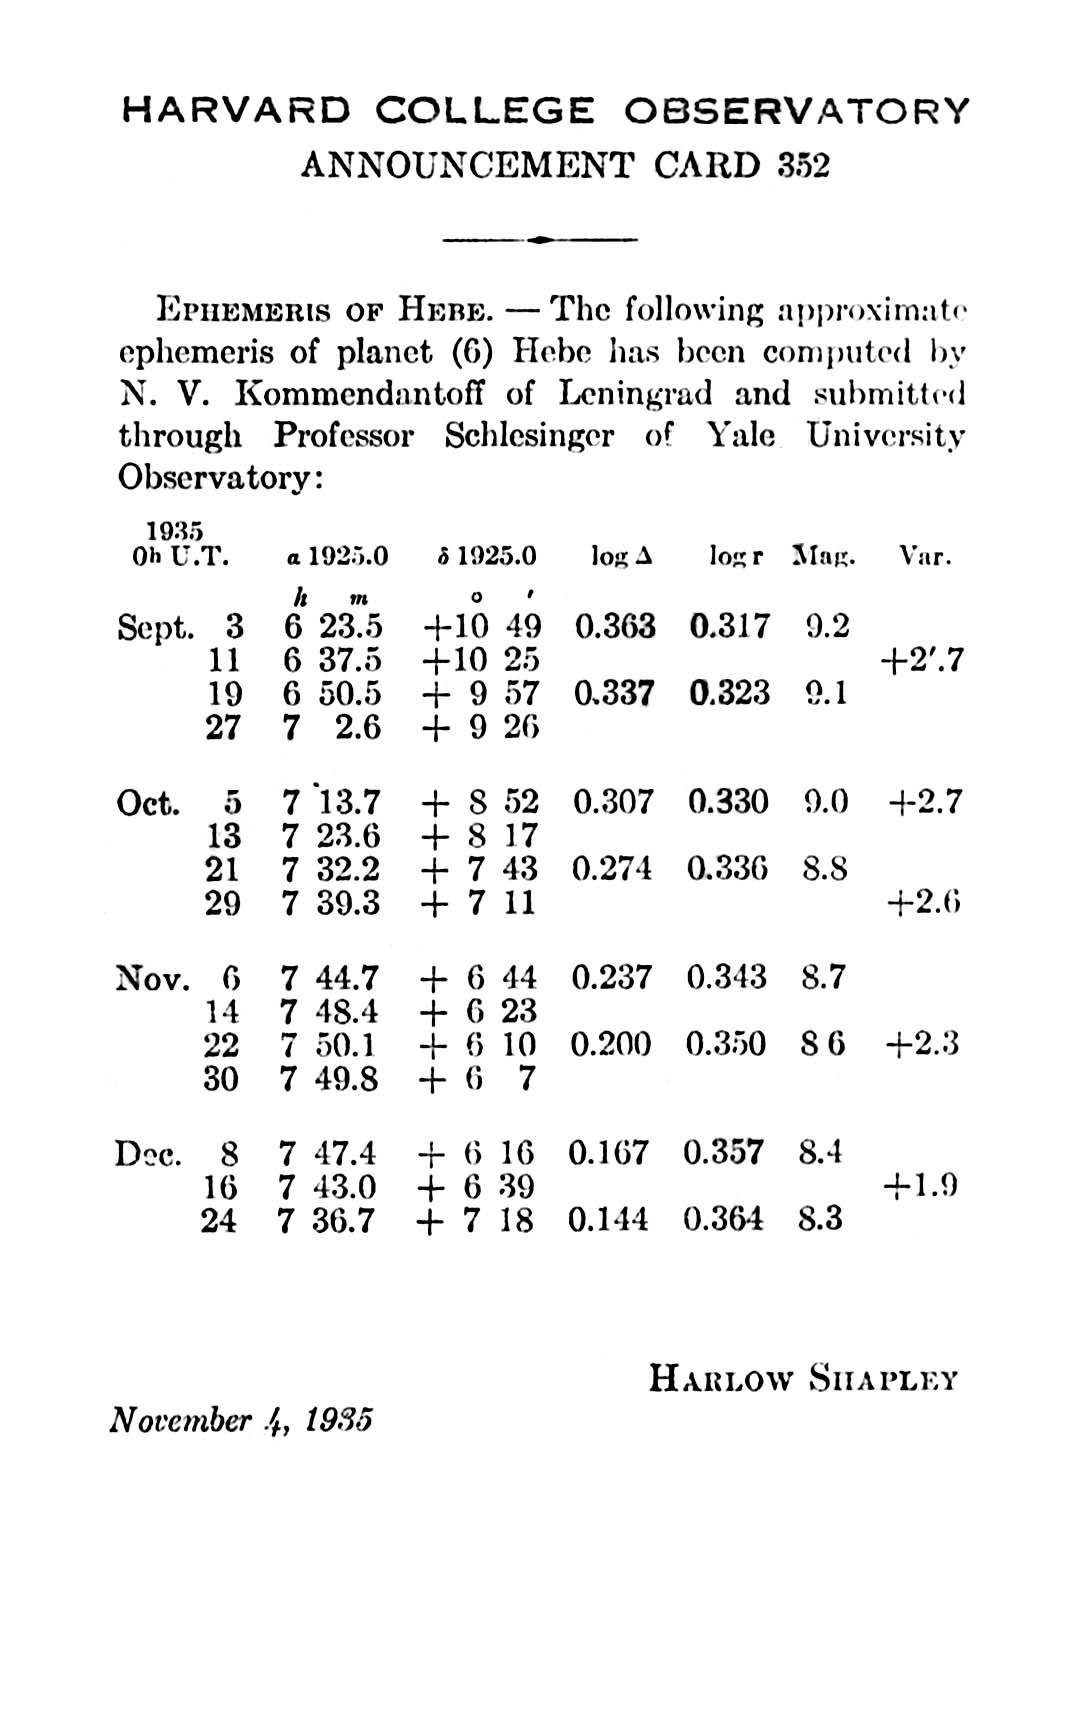 HARVARD COLLEGE OBSERVATORY
ANNOUNCEMENT CARD 352
EPHEMERIS OF HEBE. — The following approximate
ephemeris of planet (6) Hebe has been computed by
N. V. Kommendantoff of Leningrad and submitted
through Professor Schlesinger of Yale University
Observatory:
1935
0h U.T. α 1925.0 δ 1925.0 log Δ log r Mag. Var.
h m ° ′
Sept. 3 6 23.5 +10 49 0.363 0.317 9.2
11 6 37.5 +10 25 +2′.7
19 6 50.5 + 9 57 0.337 0.323 9.1
27 7 2.6 + 9 26
Oct. 5 7 13.7 + 8 52 0.307 0.330 9.0 +2.7
13 7 23.6 + 8 17
21 7 32.2 + 7 43 0.274 0.336 8.8
29 7 39.3 + 7 11 +2.6
Nov. 6 7 44.7 + 6 44 0.237 0.343 8.7
14 7 48.4 + 6 23
22 7 50.1 + 6 10 0.200 0.350 8 6 +2.3
30 7 49.8 + 6 7
Dec. 8 7 47.4 + 6 16 0.167 0.357 8.4
16 7 43.0 + 6 39 +1.9
24 7 36.7 + 7 18 0.144 0.364 8.3
HARLOW SHAPLEY
November 4, 1935